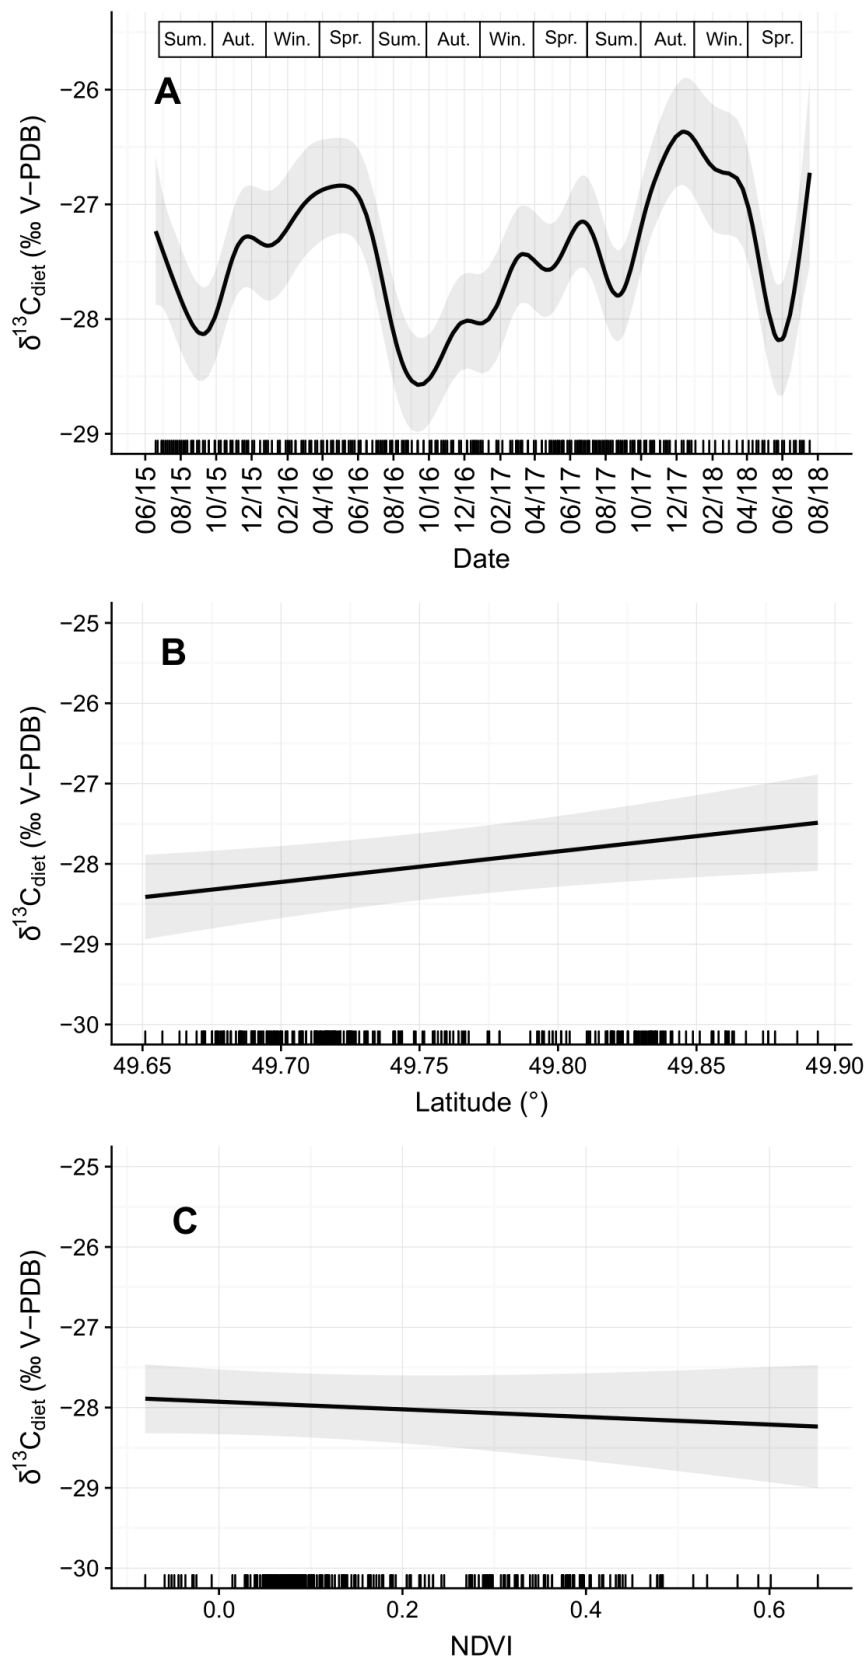 Sum. Aut. Win. Spr. Sum. Aut. Win. Spr. Sum. Aut. Win. Spr.
A
−26
−27
−28
−29
δ¹³C_diet (‰ V−PDB)
06/15 08/15 10/15 12/15 02/16 04/16 06/16 08/16 10/16 12/16 02/17 04/17 06/17 08/17 10/17 12/17 02/18 04/18 06/18 08/18
Date
B
−25
−26
−27
−28
−29
−30
δ¹³C_diet (‰ V−PDB)
49.65 49.70 49.75 49.80 49.85 49.90
Latitude (°)
C
−25
−26
−27
−28
−29
−30
δ¹³C_diet (‰ V−PDB)
0.0 0.2 0.4 0.6
NDVI